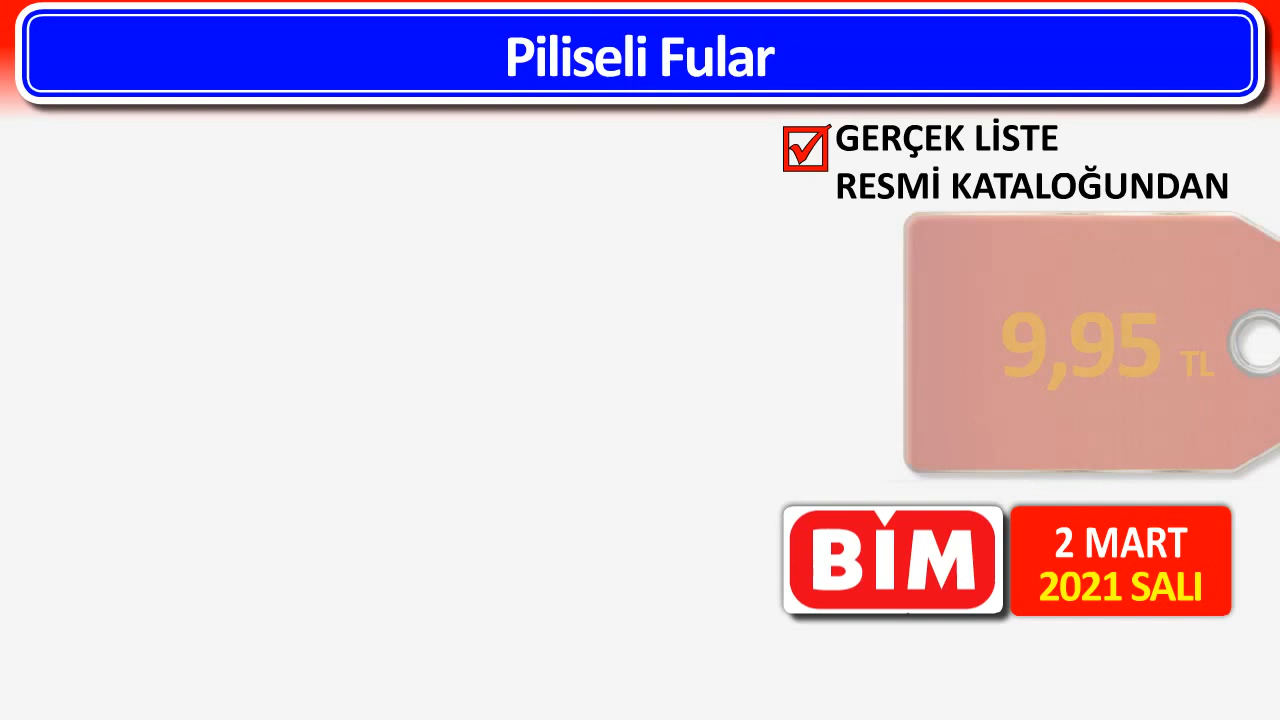 Piliseli Fular
GERÇEK LİSTE
RESMİ KATALOĞUNDAN
9,95 TL
BİM
2 MART
2021 SALI